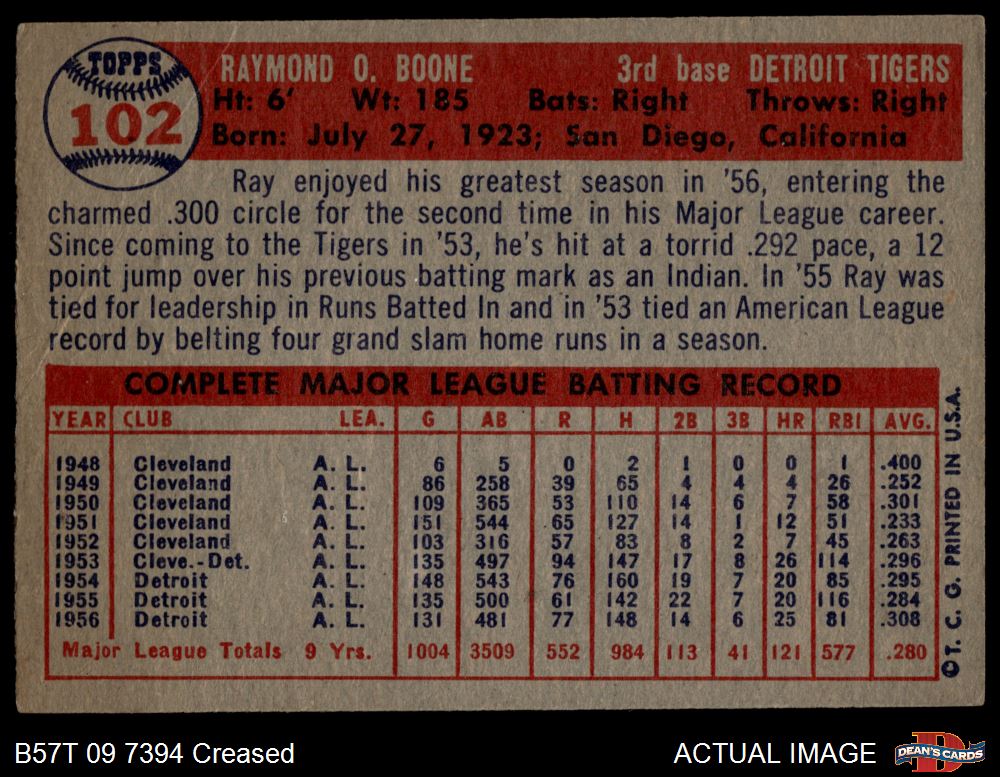 TOPPS
102
RAYMOND O. BOONE 3rd base DETROIT TIGERS
Ht: 6' Wt: 185 Bats: Right Throws: Right
Born: July 27, 1923; San Diego, California
Ray enjoyed his greatest season in '56, entering the
charmed .300 circle for the second time in his Major League career.
Since coming to the Tigers in '53, he's hit at a torrid .292 pace, a 12
point jump over his previous batting mark as an Indian. In '55 Ray was
tied for leadership in Runs Batted In and in '53 tied an American League
record by belting four grand slam home runs in a season.
COMPLETE MAJOR LEAGUE BATTING RECORD
YEAR CLUB LEA. G AB R H 2B 3B HR RBI AVG.
1948 Cleveland A. L. 6 5 0 2 1 0 0 1 .400
1949 Cleveland A. L. 86 258 39 65 4 4 4 26 .252
1950 Cleveland A. L. 109 365 53 110 14 6 7 58 .301
1951 Cleveland A. L. 151 544 65 127 14 1 12 51 .233
1952 Cleveland A. L. 103 316 57 83 8 2 7 45 .263
1953 Cleve.-Det. A. L. 135 497 94 147 17 8 26 114 .296
1954 Detroit A. L. 148 543 76 160 19 7 20 85 .295
1955 Detroit A. L. 135 500 61 142 22 7 20 116 .284
1956 Detroit A. L. 131 481 77 148 14 6 25 81 .308
Major League Totals 9 Yrs. 1004 3509 552 984 113 41 121 577 .280
© T. C. G. PRINTED IN U.S.A.
B57T 09 7394 Creased
ACTUAL IMAGE
DEAN'S CARDS